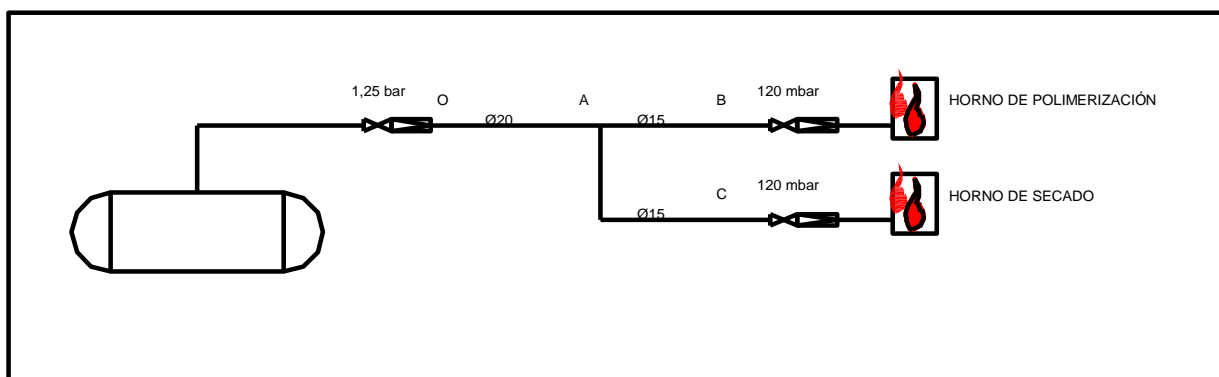 1,25 bar
O
A
B
120 mbar
HORNO DE POLIMERIZACIÓN
Ø20
Ø15
C
120 mbar
HORNO DE SECADO
Ø15